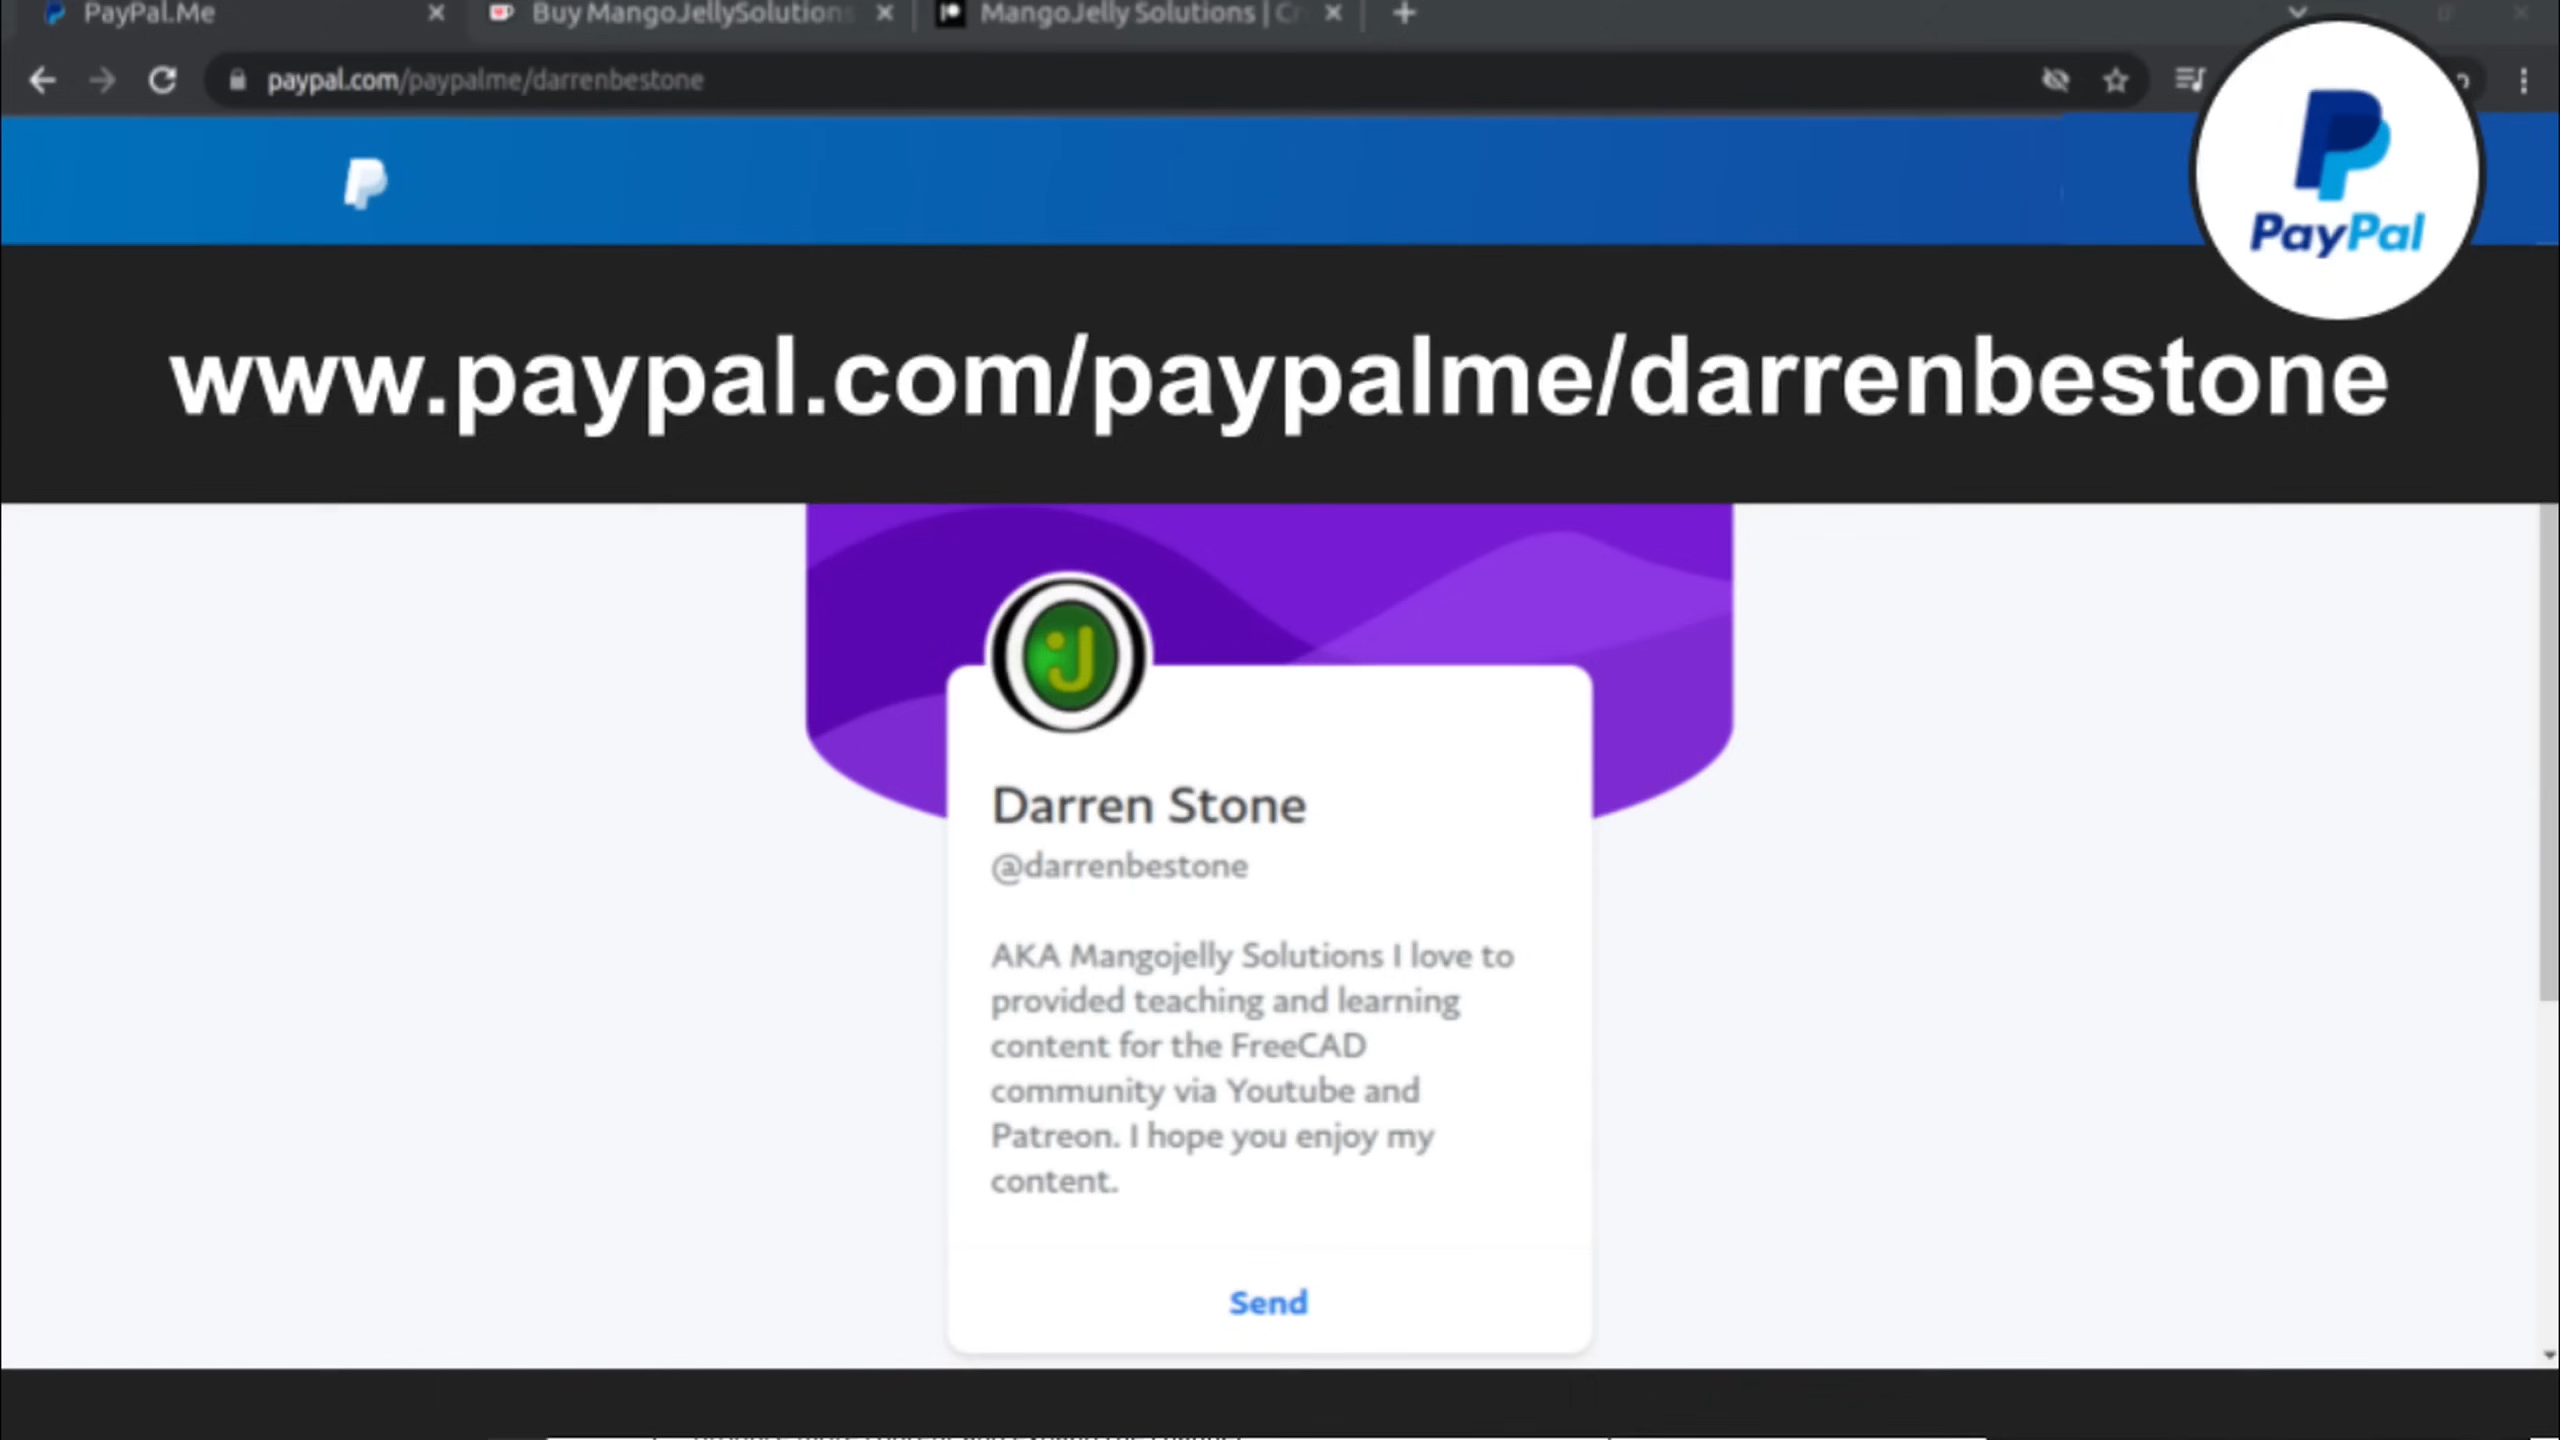 PayPal.Me
Buy MangoJellySolutions
MangoJelly Solutions | Cr
paypal.com/paypalme/darrenbestone
PayPal
www.paypal.com/paypalme/darrenbestone
Darren Stone
@darrenbestone
AKA Mangojelly Solutions I love to
provided teaching and learning
content for the FreeCAD
community via Youtube and
Patreon. I hope you enjoy my
content.
Send